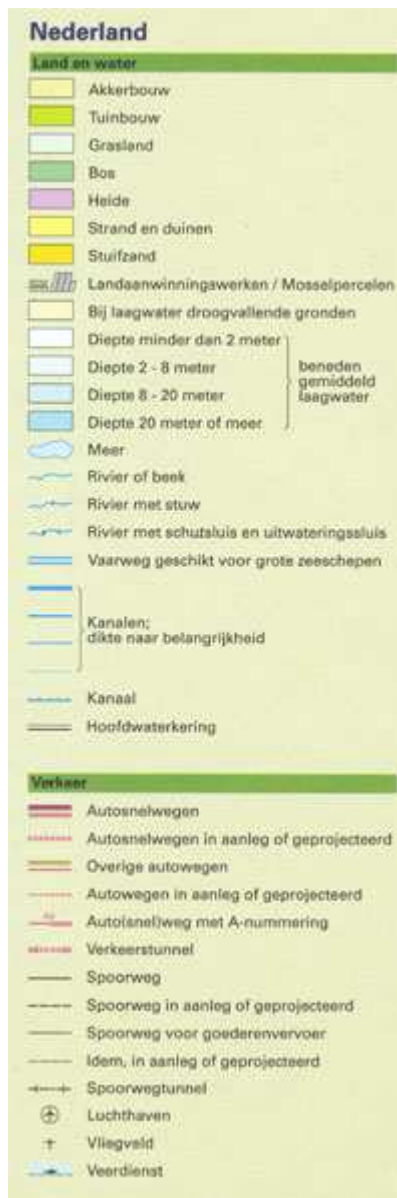 Nederland
Land en water
Akkerbouw
Tuinbouw
Grasland
Bos
Heide
Strand en duinen
Stuifzand
Landaanwinningswerken / Mosselpercelen
Bij laagwater droogvallende gronden
Diepte minder dan 2 meter
Diepte 2 - 8 meter
Diepte 8 - 20 meter
Diepte 20 meter of meer
beneden
gemiddeld
laagwater
Meer
Rivier of beek
Rivier met stuw
Rivier met schutsluis en uitwateringssluis
Vaarweg geschikt voor grote zeeschepen
Kanalen;
dikte naar belangrijkheid
Kanaal
Hoofdwaterkering
Verkeer
Autosnelwegen
Autosnelwegen in aanleg of geprojecteerd
Overige autowegen
Autowegen in aanleg of geprojecteerd
Auto(snel)weg met A-nummering
Verkeerstunnel
Spoorweg
Spoorweg in aanleg of geprojecteerd
Spoorweg voor goederenvervoer
Idem, in aanleg of geprojecteerd
Spoorwegtunnel
Luchthaven
Vliegveld
Veerdienst